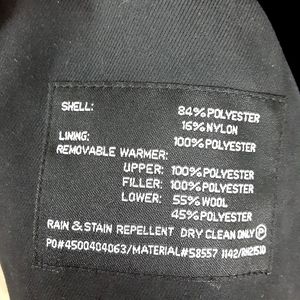 SHELL: 84% POLYESTER
16% NYLON
LINING: 100% POLYESTER
REMOVABLE WARMER:
UPPER: 100% POLYESTER
FILLER: 100% POLYESTER
LOWER: 55% WOOL
45% POLYESTER
RAIN & STAIN REPELLENT DRY CLEAN ONLY P
PO#4500404063/MATERIAL#58557 1142/RN21510